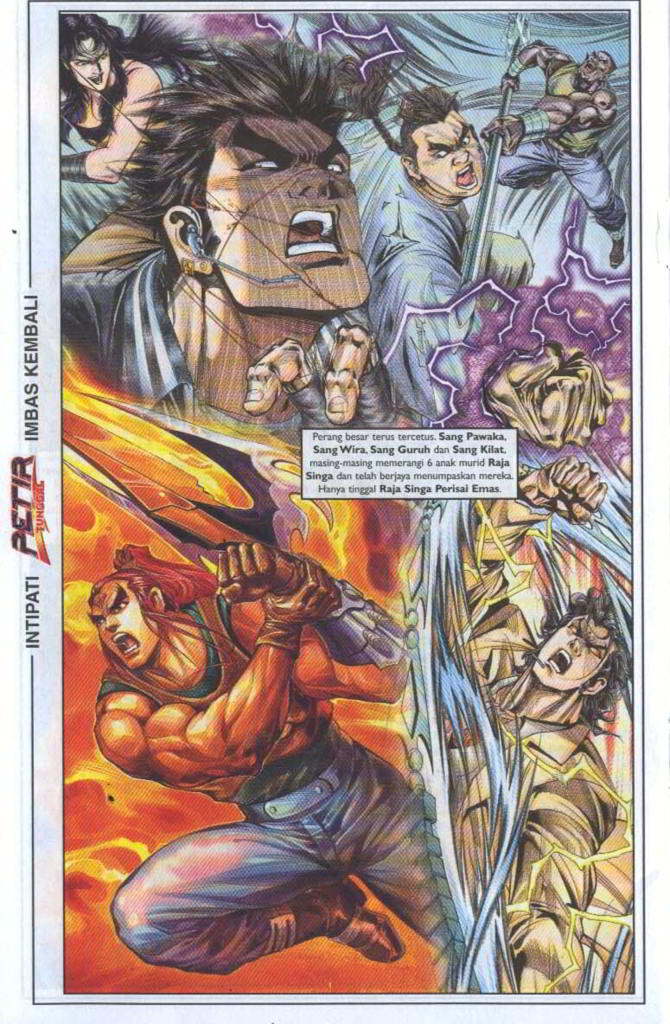 Perang besar terus tercetus. Sang Pawaka,
Sang Wira, Sang Guruh dan Sang Kilat,
masing-masing memerangi 6 anak murid Raja
Singa dan telah berjaya menumpaskan mereka.
Hanya tinggal Raja Singa Perisai Emas.
INTIPATI PETIR TUNGGAL IMBAS KEMBALI